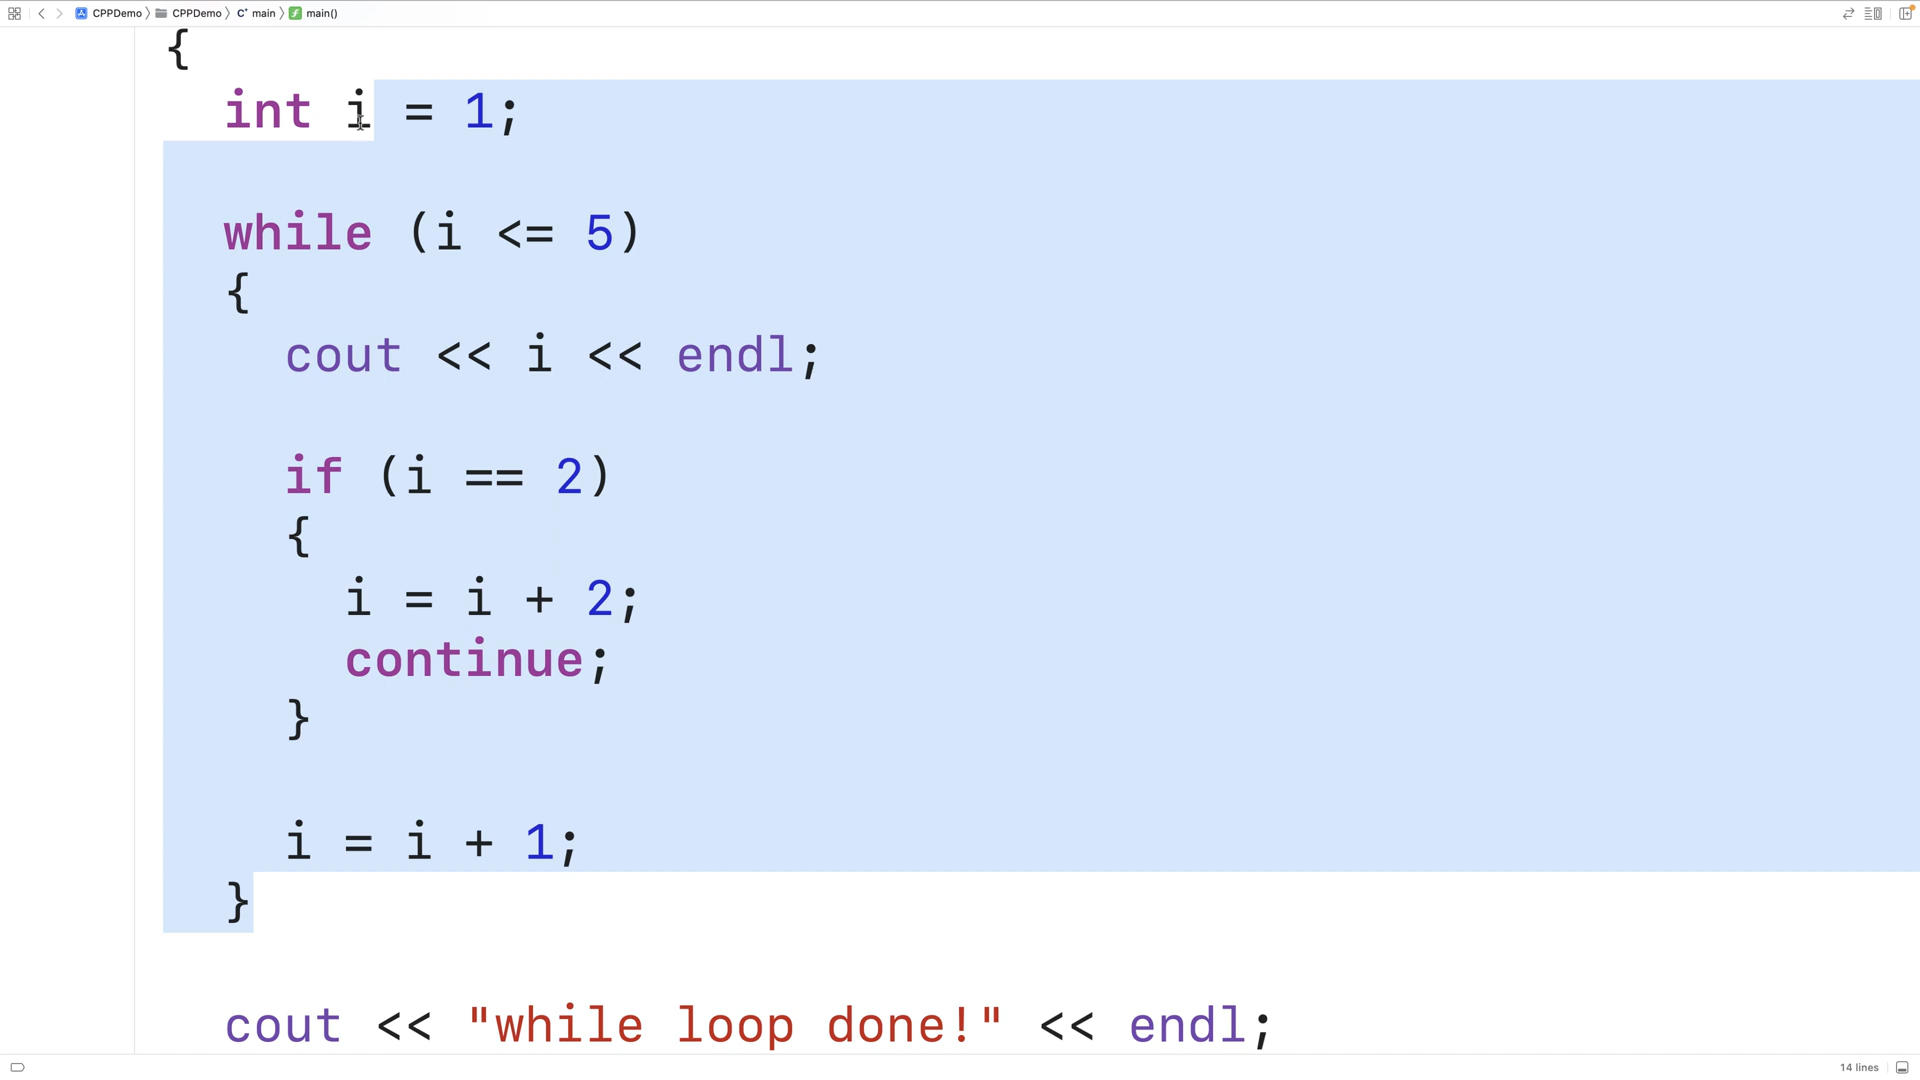 CPPDemo CPPDemo C+ main f main()
{
int i = 1;
while (i <= 5)
{
cout << i << endl;
if (i == 2)
{
i = i + 2;
continue;
}
i = i + 1;
}
cout << "while loop done!" << endl;
14 lines